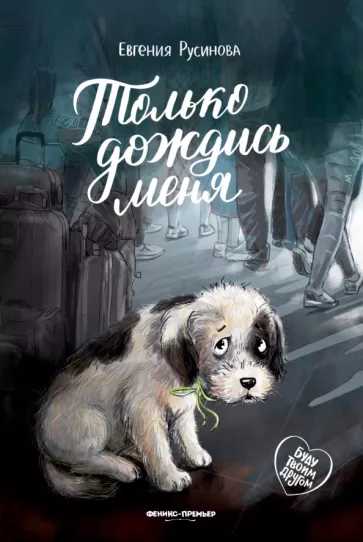 Евгения Русинова
Только
дождись
меня
Буду
твоим
другом
ФЕНИКС-ПРЕМЬЕР